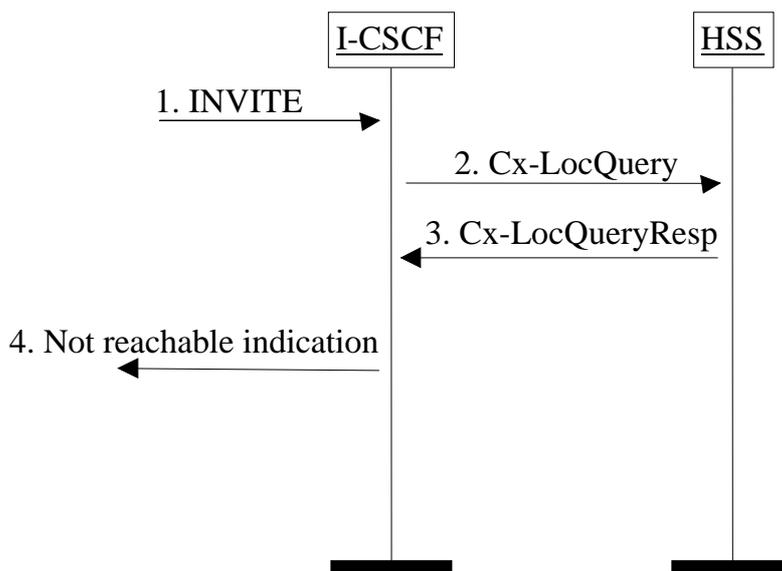 I-CSCF
HSS
1. INVITE
2. Cx-LocQuery
3. Cx-LocQueryResp
4. Not reachable indication